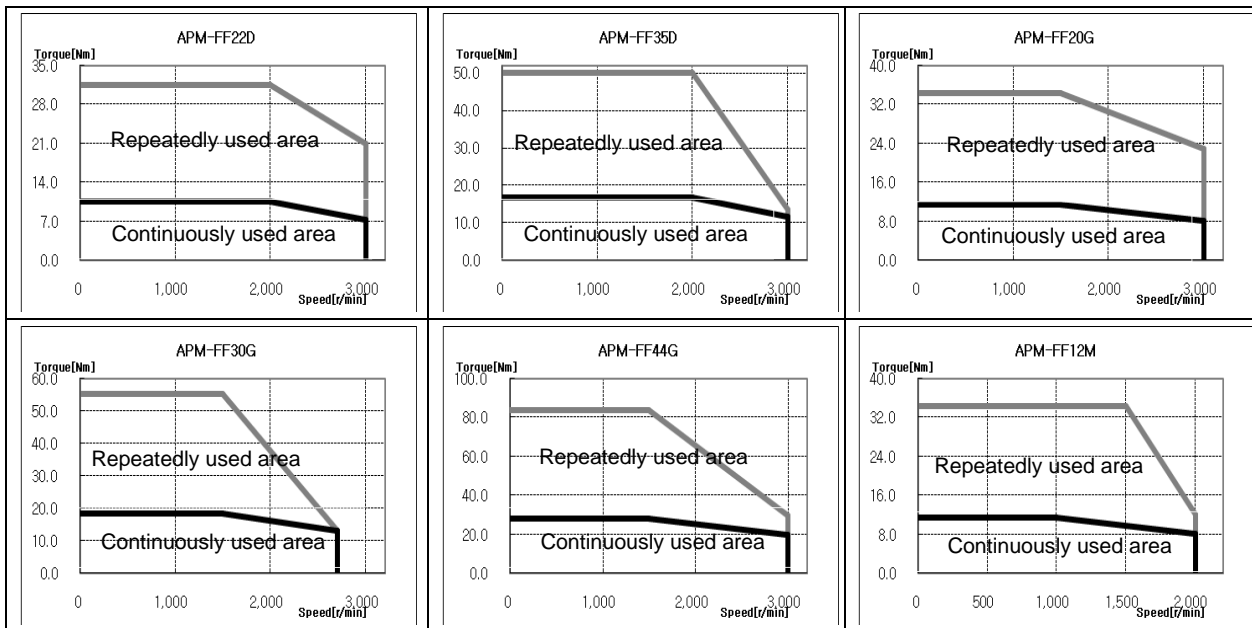 APM-FF22D
Torque[Nm]
35.0
28.0
21.0
14.0
7.0
0.0
Repeatedly used area
Continuously used area
0 1,000 2,000 3,000
Speed[r/min]
APM-FF35D
Torque[Nm]
50.0
40.0
30.0
20.0
10.0
0.0
Repeatedly used area
Continuously used area
0 1,000 2,000 3,000
Speed[r/min]
APM-FF20G
Torque[Nm]
40.0
32.0
24.0
16.0
8.0
0.0
Repeatedly used area
Continuously used area
0 1,000 2,000 3,000
Speed[r/min]
APM-FF30G
Torque[Nm]
60.0
50.0
40.0
30.0
20.0
10.0
0.0
Repeatedly used area
Continuously used area
0 1,000 2,000 3,000
Speed[r/min]
APM-FF44G
Torque[Nm]
100.0
80.0
60.0
40.0
20.0
0.0
Repeatedly used area
Continuously used area
0 1,000 2,000 3,000
Speed[r/min]
APM-FF12M
Torque[Nm]
40.0
32.0
24.0
16.0
8.0
0.0
Repeatedly used area
Continuously used area
0 500 1,000 1,500 2,000
Speed[r/min]